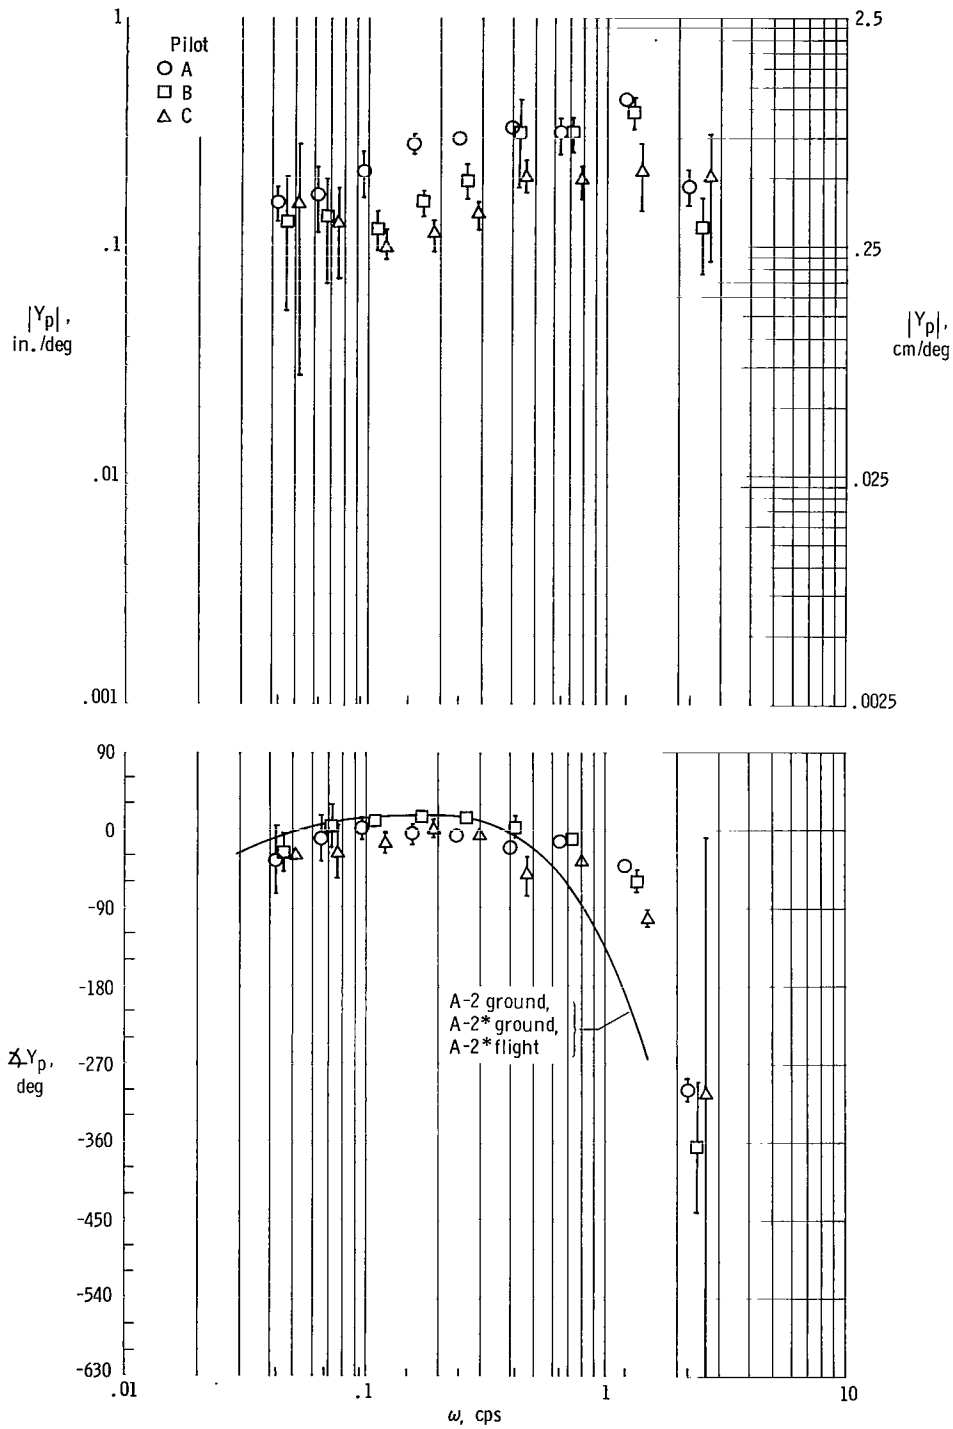 1
2.5
Pilot
A
B
C
.1
.25
|Yp|,
in./deg
|Yp|,
cm/deg
.01
.025
.001
.0025
90
0
-90
-180
A-2 ground,
A-2* ground,
A-2* flight
∡Yp,
deg
-270
-360
-450
-540
-630
.01
.1
1
10
ω, cps